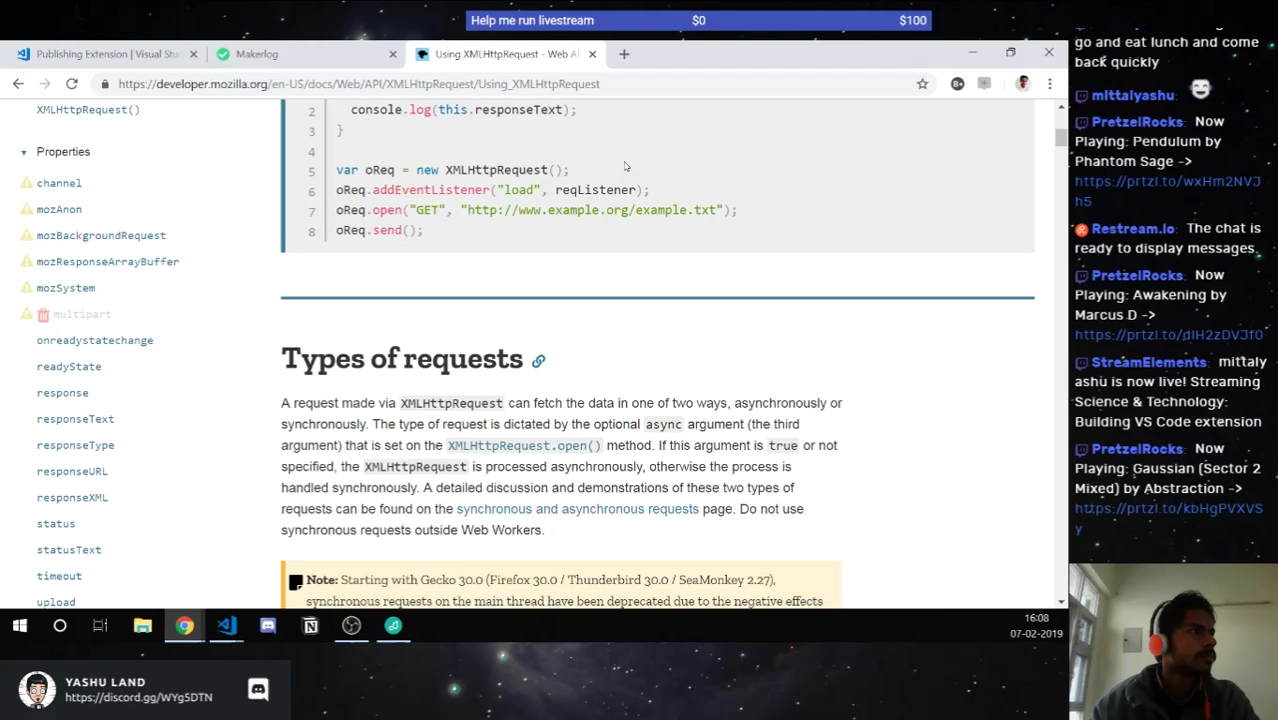 Help me run livestream $0 $100
Publishing Extension | Visual Stu
Makerlog
Using XMLHttpRequest - Web A
https://developer.mozilla.org/en-US/docs/Web/API/XMLHttpRequest/Using_XMLHttpRequest
XMLHttpRequest()
Properties
channel
mozAnon
mozBackgroundRequest
mozResponseArrayBuffer
mozSystem
multipart
onreadystatechange
readyState
response
responseText
responseType
responseURL
responseXML
status
statusText
timeout
upload
2 console.log(this.responseText);
3 }
4
5 var oReq = new XMLHttpRequest();
6 oReq.addEventListener("load", reqListener);
7 oReq.open("GET", "http://www.example.org/example.txt");
8 oReq.send();
Types of requests
A request made via XMLHttpRequest can fetch the data in one of two ways, asynchronously or
synchronously. The type of request is dictated by the optional async argument (the third
argument) that is set on the XMLHttpRequest.open() method. If this argument is true or not
specified, the XMLHttpRequest is processed asynchronously, otherwise the process is
handled synchronously. A detailed discussion and demonstrations of these two types of
requests can be found on the synchronous and asynchronous requests page. Do not use
synchronous requests outside Web Workers.
Note: Starting with Gecko 30.0 (Firefox 30.0 / Thunderbird 30.0 / SeaMonkey 2.27),
synchronous requests on the main thread have been deprecated due to the negative effects
go and eat lunch and come
back quickly
mittalyashu:
PretzelRocks: Now
Playing: Pendulum by
Phantom Sage ->
https://prtzl.to/wxHm2NVJ
h5
Restream.io: The chat is
ready to display messages.
PretzelRocks: Now
Playing: Awakening by
Marcus D ->
https://prtzl.to/dIH2zDVJf0
StreamElements: mittaly
ashu is now live! Streaming
Science & Technology:
Building VS Code extension
PretzelRocks: Now
Playing: Gaussian (Sector 2
Mixed) by Abstraction ->
https://prtzl.to/kbHgPVXVS
y
16:08
07-02-2019
YASHU LAND
https://discord.gg/WYg5DTN